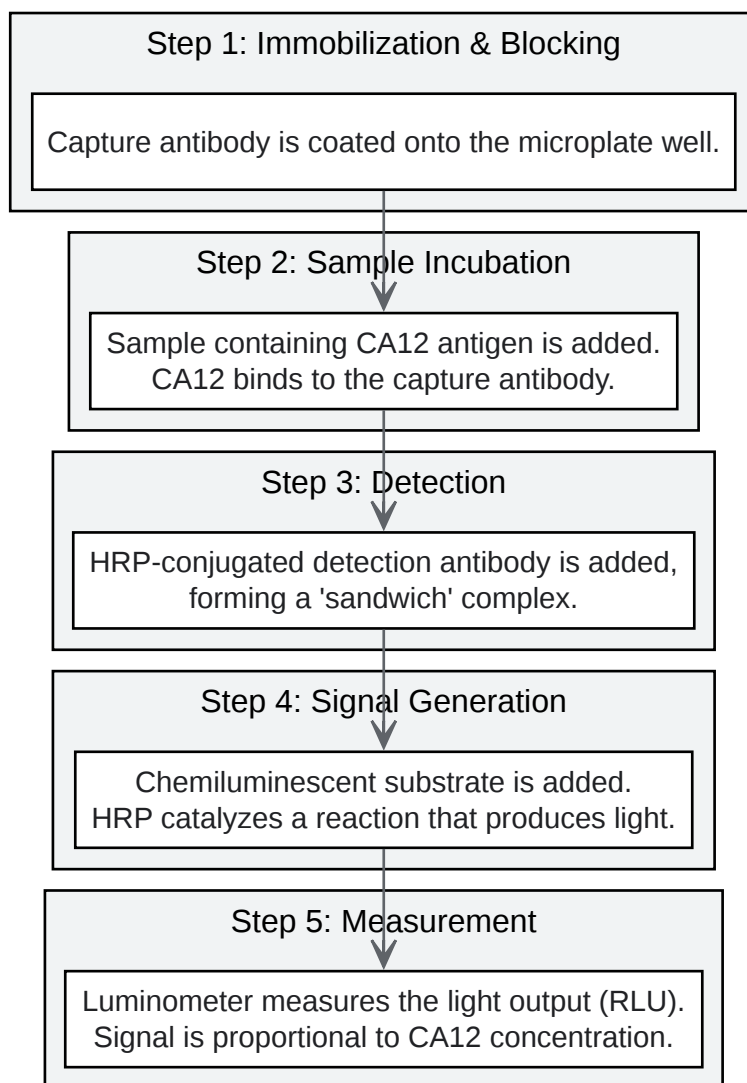 Step 1: Immobilization & Blocking
Capture antibody is coated onto the microplate well.
Step 2: Sample Incubation
Sample containing CA12 antigen is added.
CA12 binds to the capture antibody.
Step 3: Detection
HRP-conjugated detection antibody is added,
forming a 'sandwich' complex.
Step 4: Signal Generation
Chemiluminescent substrate is added.
HRP catalyzes a reaction that produces light.
Step 5: Measurement
Luminometer measures the light output (RLU).
Signal is proportional to CA12 concentration.